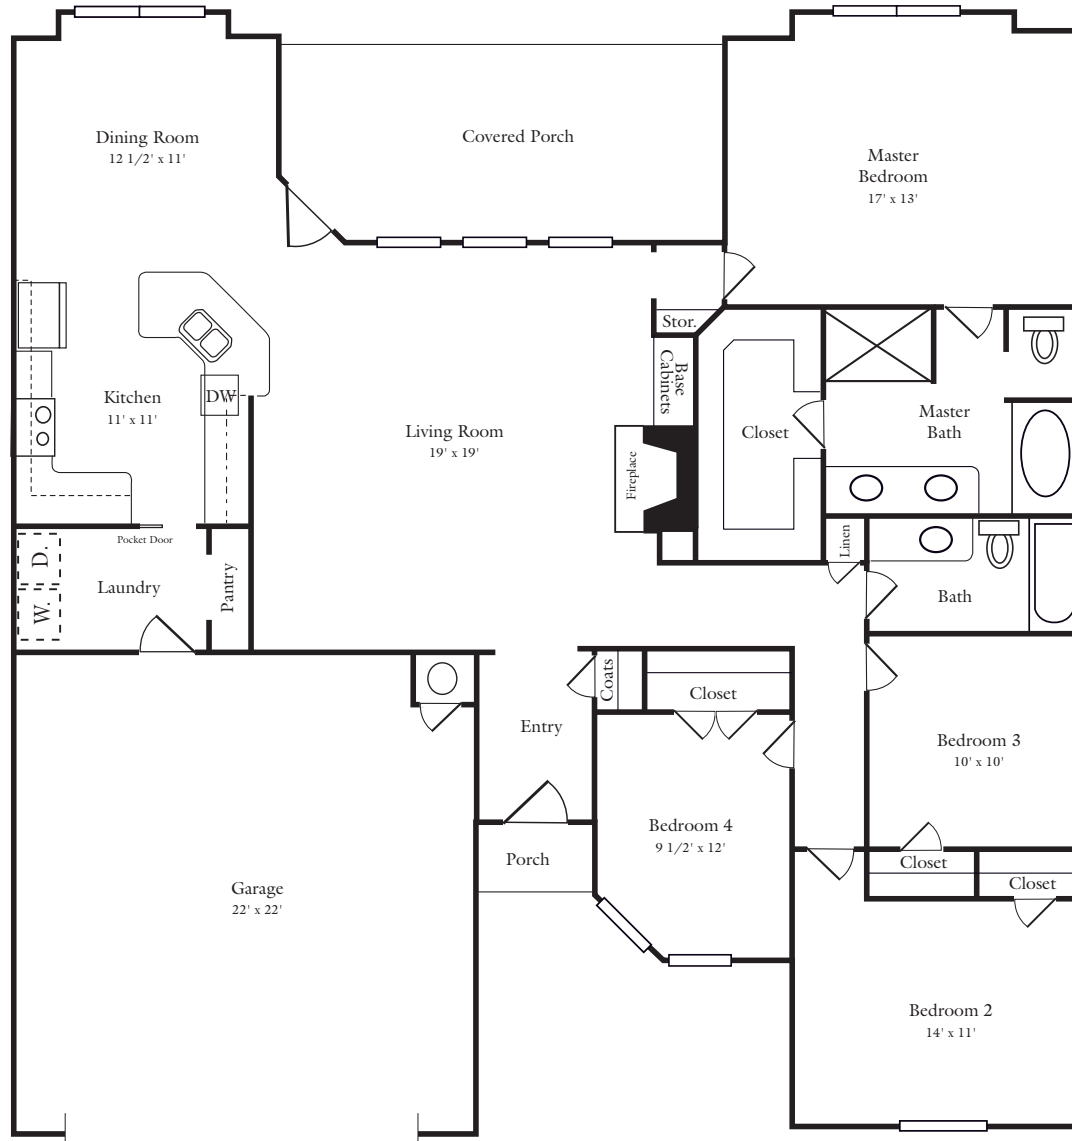 Dining Room
12 1/2' x 11'
Covered Porch
Master
Bedroom
17' x 13'
Stor.
Base
Cabinets
Kitchen
11' x 11'
DW
Living Room
19' x 19'
Fireplace
Closet
Master
Bath
Pocket Door
D.
W.
Laundry
Pantry
Linen
Bath
Coats
Closet
Entry
Bedroom 3
10' x 10'
Bedroom 4
9 1/2' x 12'
Porch
Closet
Closet
Garage
22' x 22'
Bedroom 2
14' x 11'